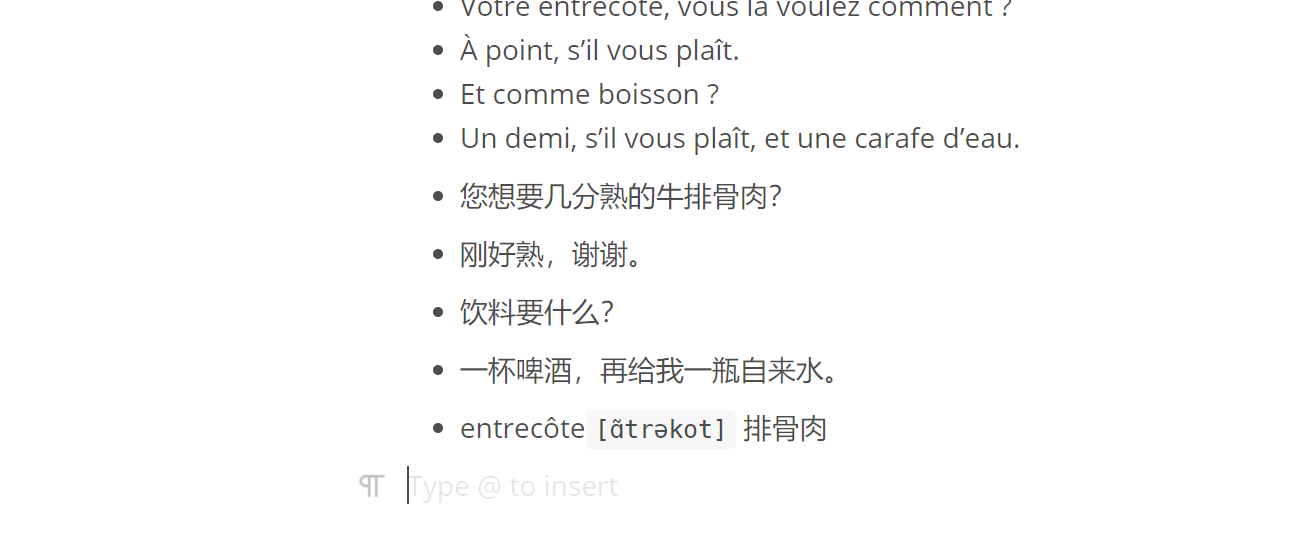 Votre entrecôte, vous la voulez comment ?
À point, s’il vous plaît.
Et comme boisson ?
Un demi, s’il vous plaît, et une carafe d’eau.
您想要几分熟的牛排骨肉？
刚好熟，谢谢。
饮料要什么？
一杯啤酒，再给我一瓶自来水。
entrecôte [ɑ̃trəkot] 排骨肉
Type @ to insert